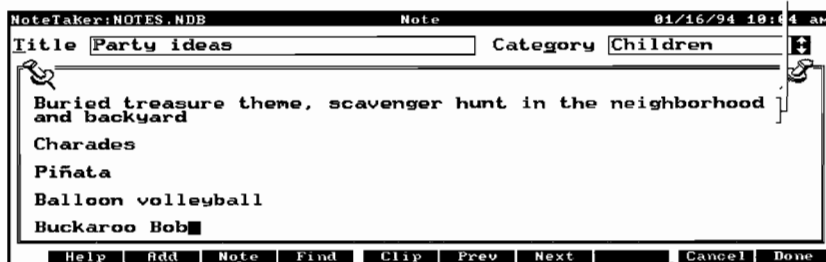 NoteTaker:NOTES.NDB Note 01/16/94 10:04 am
Title Party ideas Category Children
Buried treasure theme, scavenger hunt in the neighborhood
and backyard
Charades
Piñata
Balloon volleyball
Buckaroo Bob
Help Add Note Find Clip Prev Next Cancel Done